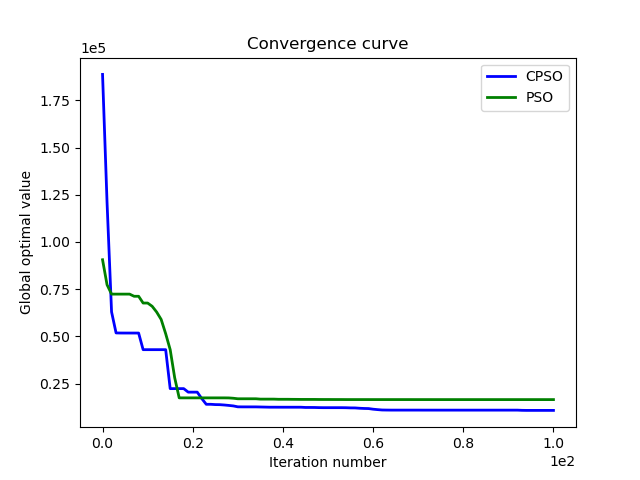 Convergence curve
1e5
CPSO
PSO
1.75
1.50
1.25
1.00
0.75
0.50
0.25
Global optimal value
0.0 0.2 0.4 0.6 0.8 1.0
1e2
Iteration number